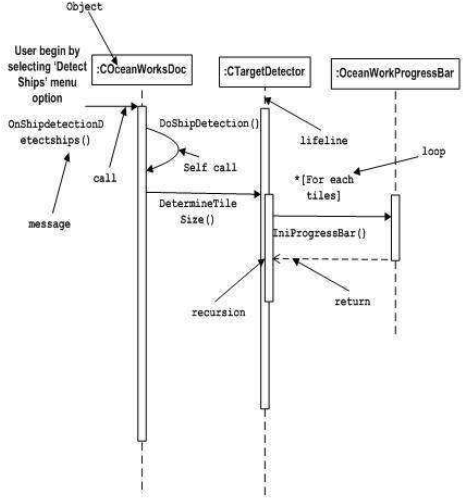 Object
User begin by
selecting 'Detect
Ships' menu
option
:COceanWorksDoc
:CTargetDetector
:OceanWorkProgressBar
OnShipdetectionD
etectships()
DoShipDetection()
lifeline
loop
Self call
call
*[For each
tiles]
DetermineTile
Size()
message
IniProgressBar()
recursion
return